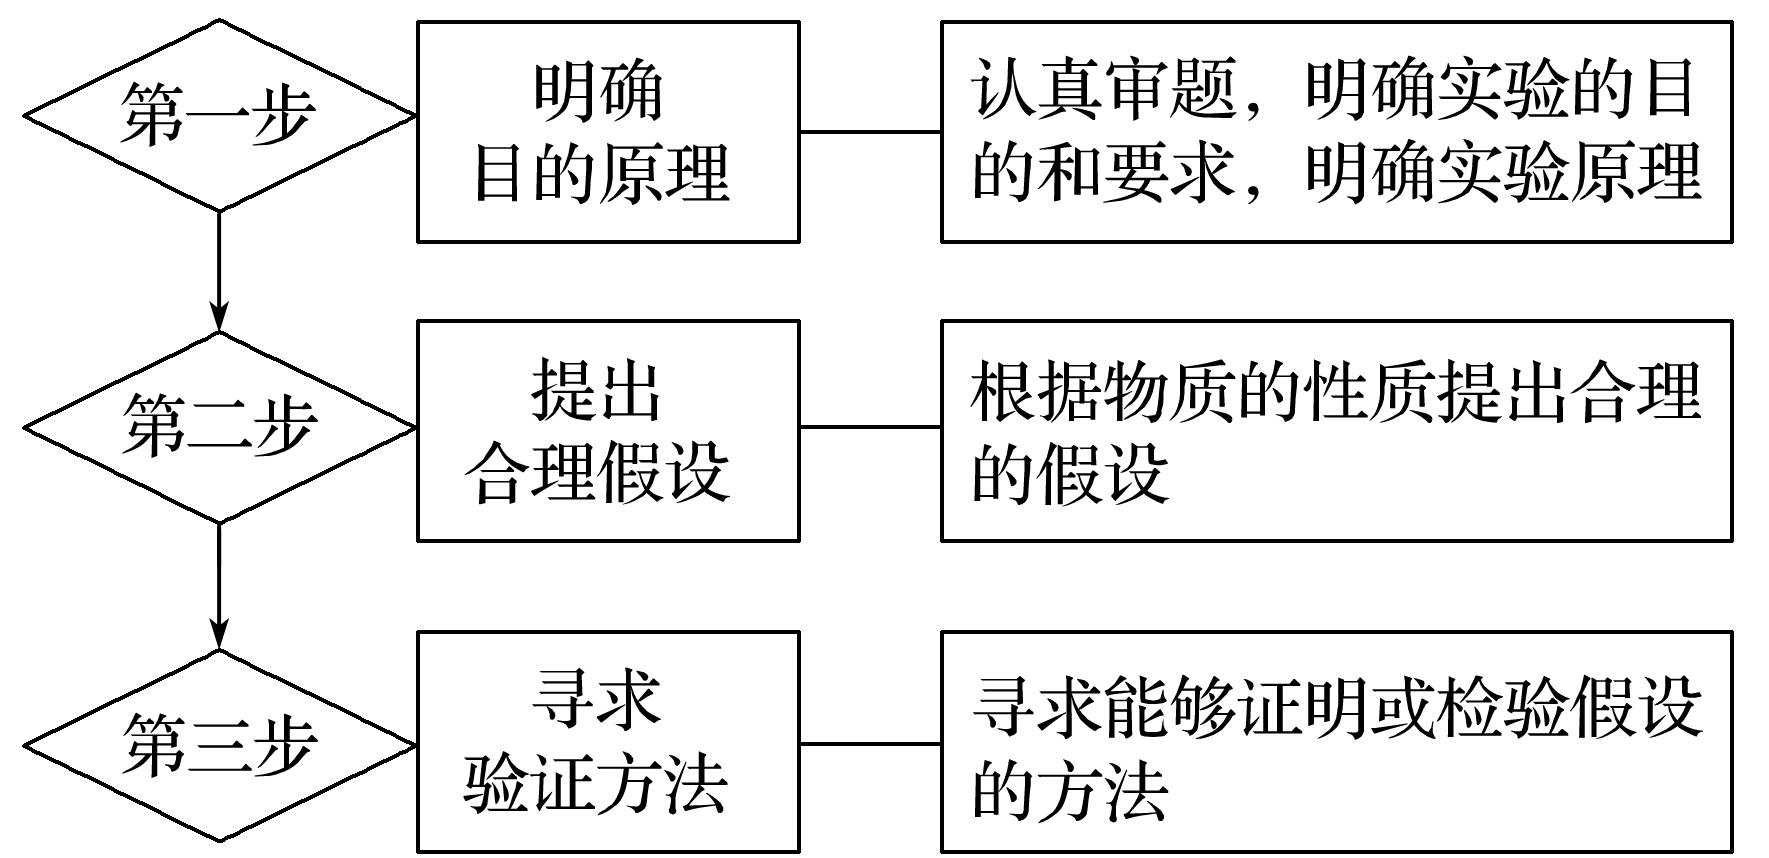 第一步
明确
目的原理
认真审题，明确实验的目
的和要求，明确实验原理
第二步
提出
合理假设
根据物质的性质提出合理
的假设
第三步
寻求
验证方法
寻求能够证明或检验假设
的方法